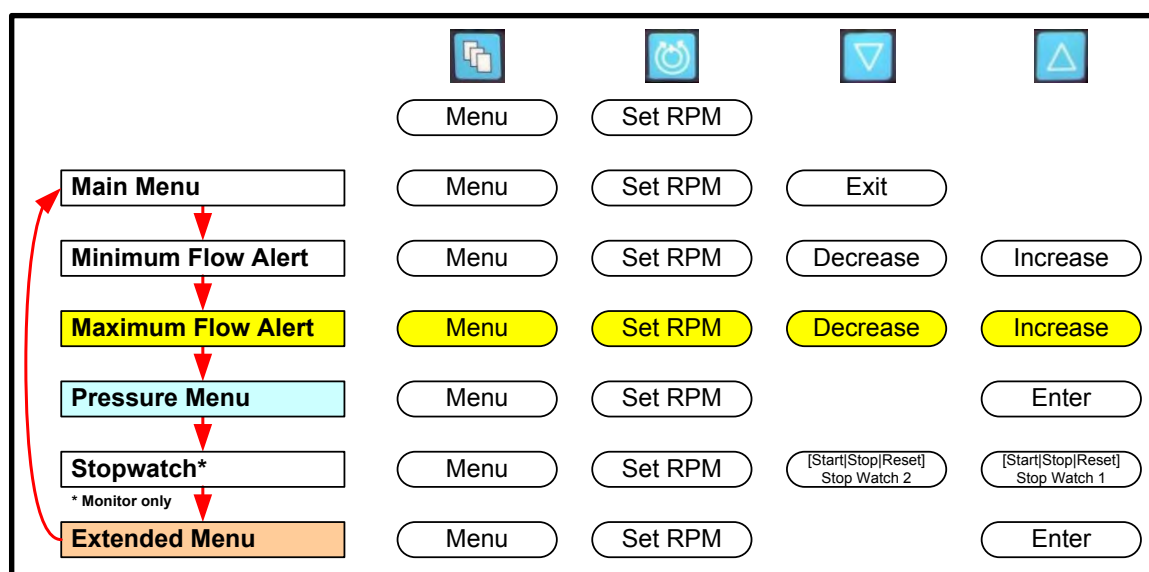 Menu Set RPM
Main Menu Menu Set RPM Exit
Minimum Flow Alert Menu Set RPM Decrease Increase
Maximum Flow Alert Menu Set RPM Decrease Increase
Pressure Menu Menu Set RPM Enter
Stopwatch* Menu Set RPM [Start|Stop|Reset] Stop Watch 2 [Start|Stop|Reset] Stop Watch 1
* Monitor only
Extended Menu Menu Set RPM Enter